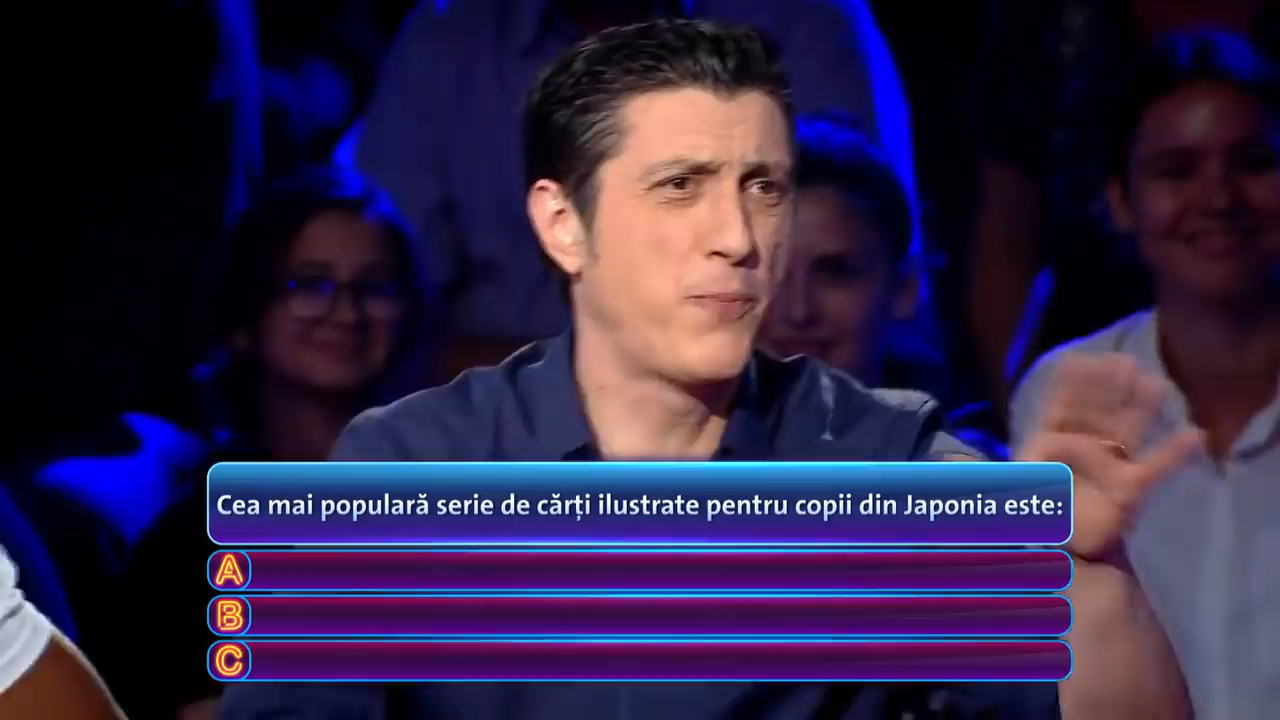 Cea mai populară serie de cărți ilustrate pentru copii din Japonia este:
A
B
C